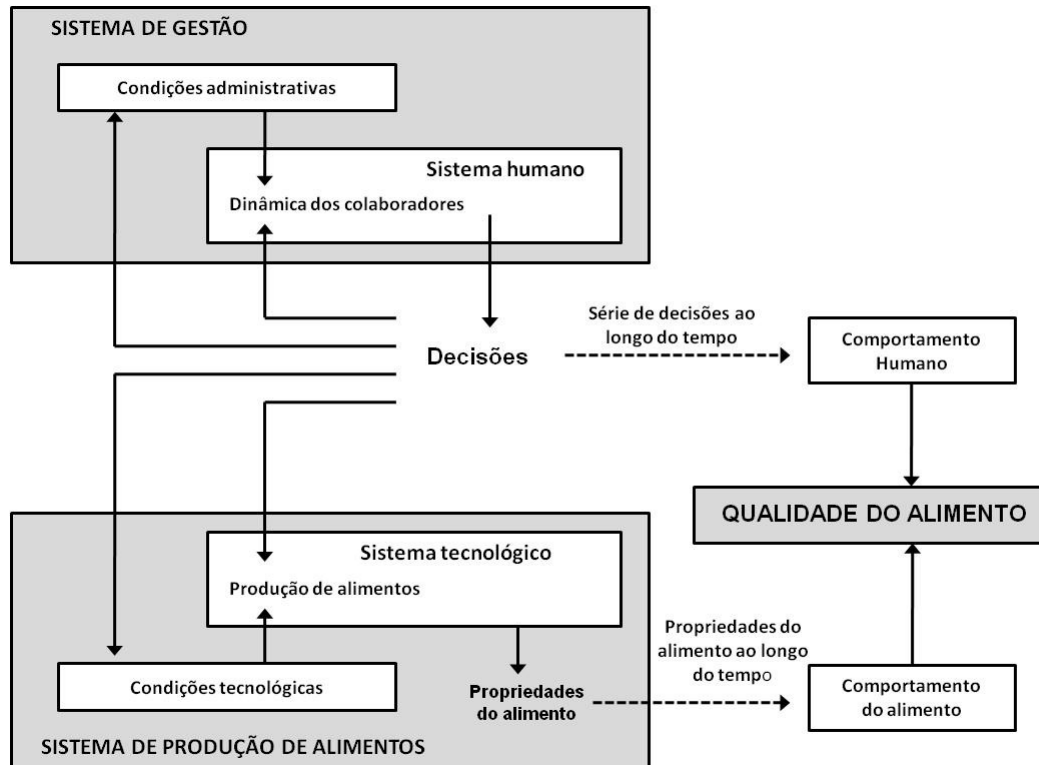 SISTEMA DE GESTÃO
Condições administrativas
Sistema humano
Dinâmica dos colaboradores
Série de decisões ao
longo do tempo
Decisões
Comportamento
Humano
QUALIDADE DO ALIMENTO
Sistema tecnológico
Produção de alimentos
Propriedades do
alimento ao longo
do tempo
Condições tecnológicas
Propriedades
do alimento
Comportamento
do alimento
SISTEMA DE PRODUÇÃO DE ALIMENTOS